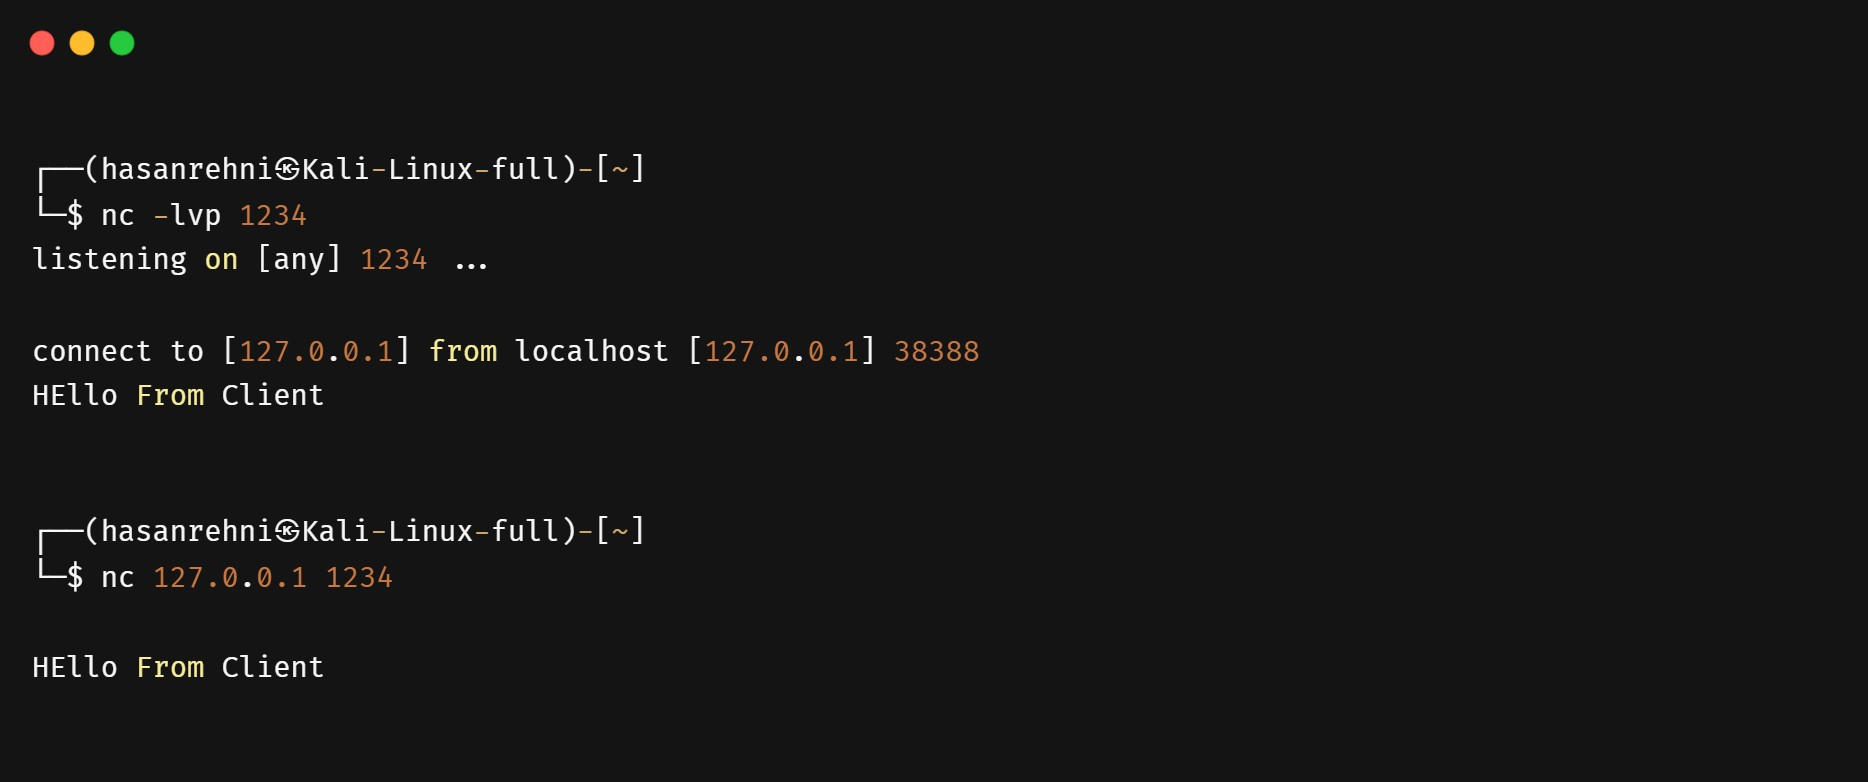 ┌──(hasanrehni㉿Kali-Linux-full)-[~]
└─$ nc -lvp 1234
listening on [any] 1234 ...
connect to [127.0.0.1] from localhost [127.0.0.1] 38388
HEllo From Client
┌──(hasanrehni㉿Kali-Linux-full)-[~]
└─$ nc 127.0.0.1 1234
HEllo From Client